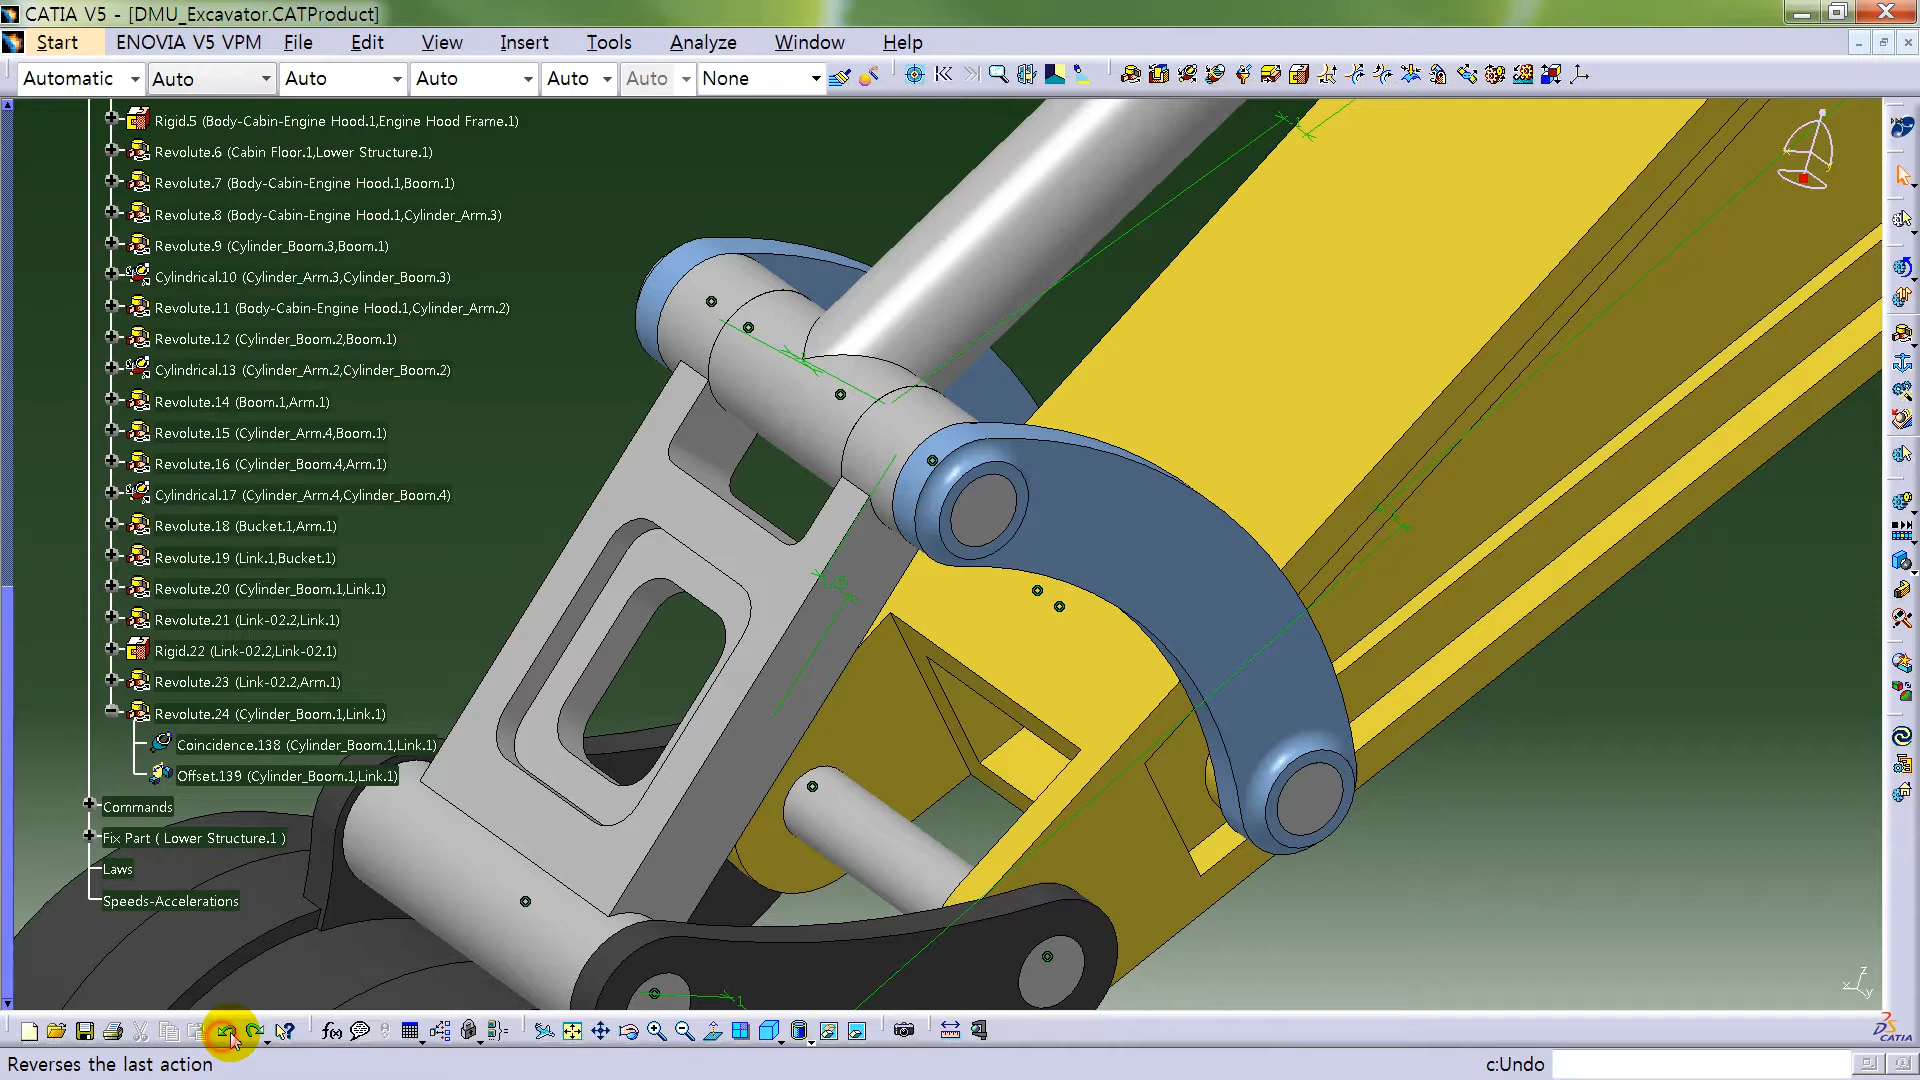 CATIA V5 - [DMU_Excavator.CATProduct]
Start ENOVIA V5 VPM File Edit View Insert Tools Analyze Window Help
Automatic Auto Auto Auto Auto Auto None
Rigid.5 (Body-Cabin-Engine Hood.1,Engine Hood Frame.1)
Revolute.6 (Cabin Floor.1,Lower Structure.1)
Revolute.7 (Body-Cabin-Engine Hood.1,Boom.1)
Revolute.8 (Body-Cabin-Engine Hood.1,Cylinder_Arm.3)
Revolute.9 (Cylinder_Boom.3,Boom.1)
Cylindrical.10 (Cylinder_Arm.3,Cylinder_Boom.3)
Revolute.11 (Body-Cabin-Engine Hood.1,Cylinder_Arm.2)
Revolute.12 (Cylinder_Boom.2,Boom.1)
Cylindrical.13 (Cylinder_Arm.2,Cylinder_Boom.2)
Revolute.14 (Boom.1,Arm.1)
Revolute.15 (Cylinder_Arm.4,Boom.1)
Revolute.16 (Cylinder_Boom.4,Arm.1)
Cylindrical.17 (Cylinder_Arm.4,Cylinder_Boom.4)
Revolute.18 (Bucket.1,Arm.1)
Revolute.19 (Link.1,Bucket.1)
Revolute.20 (Cylinder_Boom.1,Link.1)
Revolute.21 (Link-02.2,Link.1)
Rigid.22 (Link-02.2,Link-02.1)
Revolute.23 (Link-02.2,Arm.1)
Revolute.24 (Cylinder_Boom.1,Link.1)
Coincidence.138 (Cylinder_Boom.1,Link.1)
Offset.139 (Cylinder_Boom.1,Link.1)
Commands
Fix Part ( Lower Structure.1 )
Laws
Speeds-Accelerations
z
x
y
f(x)
CATIA
Reverses the last action
c:Undo